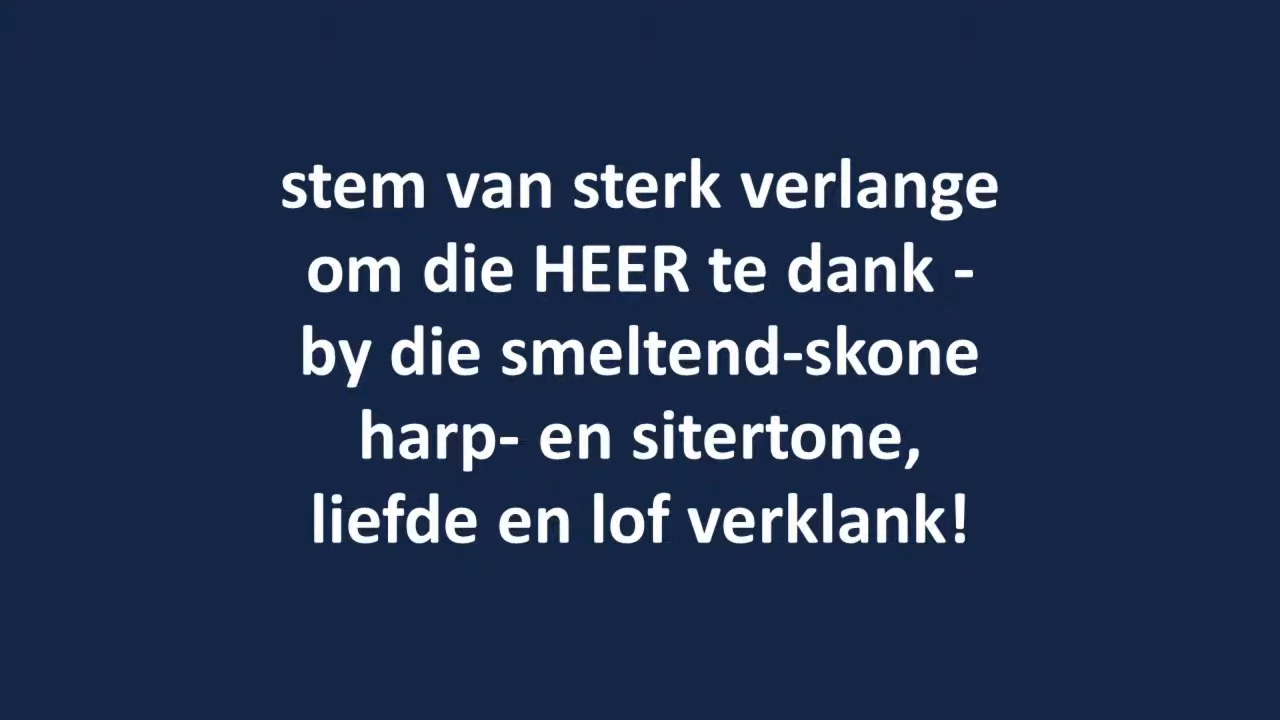 stem van sterk verlange
om die HEER te dank -
by die smeltend-skone
harp- en sitertone,
liefde en lof verklank!